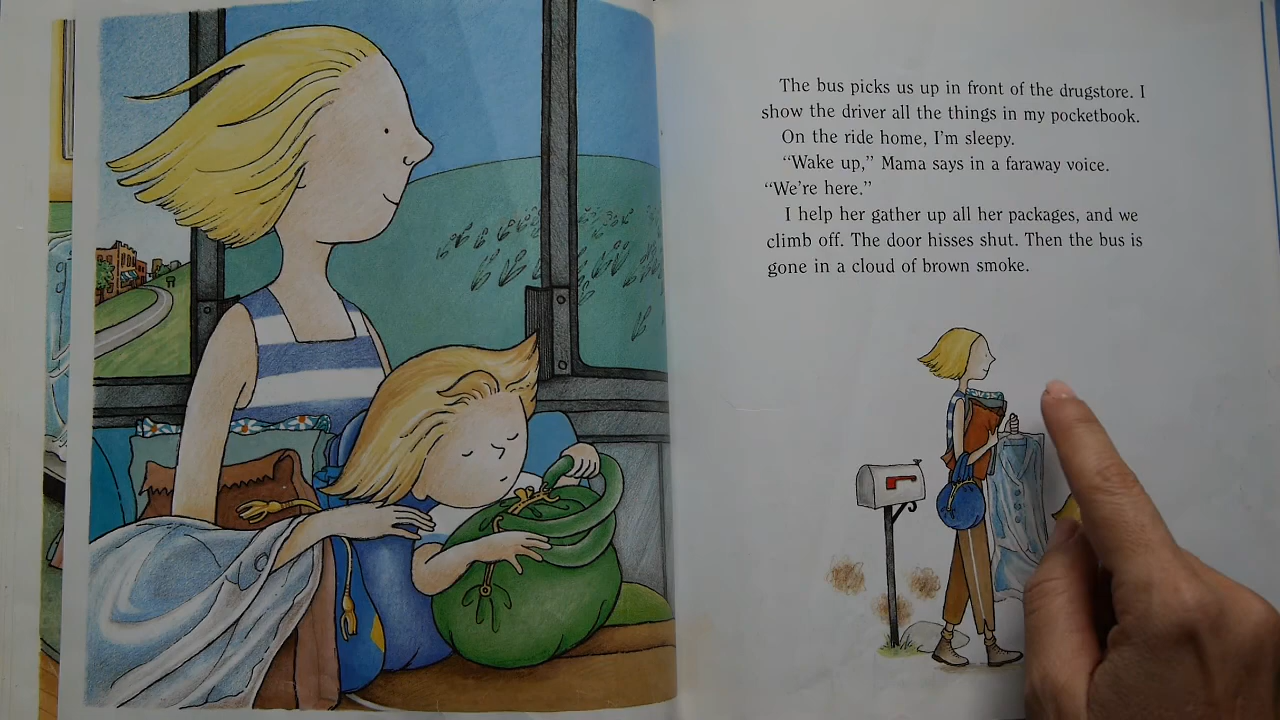 The bus picks us up in front of the drugstore. I
show the driver all the things in my pocketbook.
On the ride home, I'm sleepy.
“Wake up,” Mama says in a faraway voice.
“We're here.”
I help her gather up all her packages, and we
climb off. The door hisses shut. Then the bus is
gone in a cloud of brown smoke.